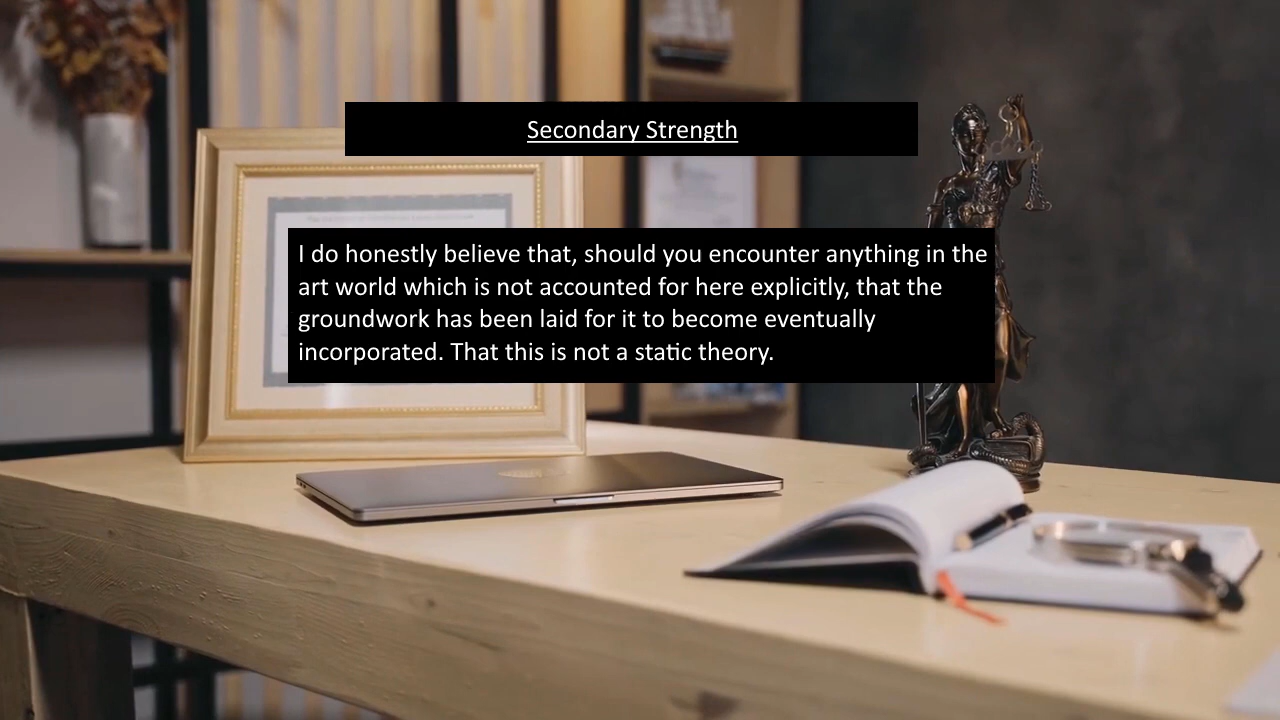 Secondary Strength
I do honestly believe that, should you encounter anything in the
art world which is not accounted for here explicitly, that the
groundwork has been laid for it to become eventually
incorporated. That this is not a static theory.